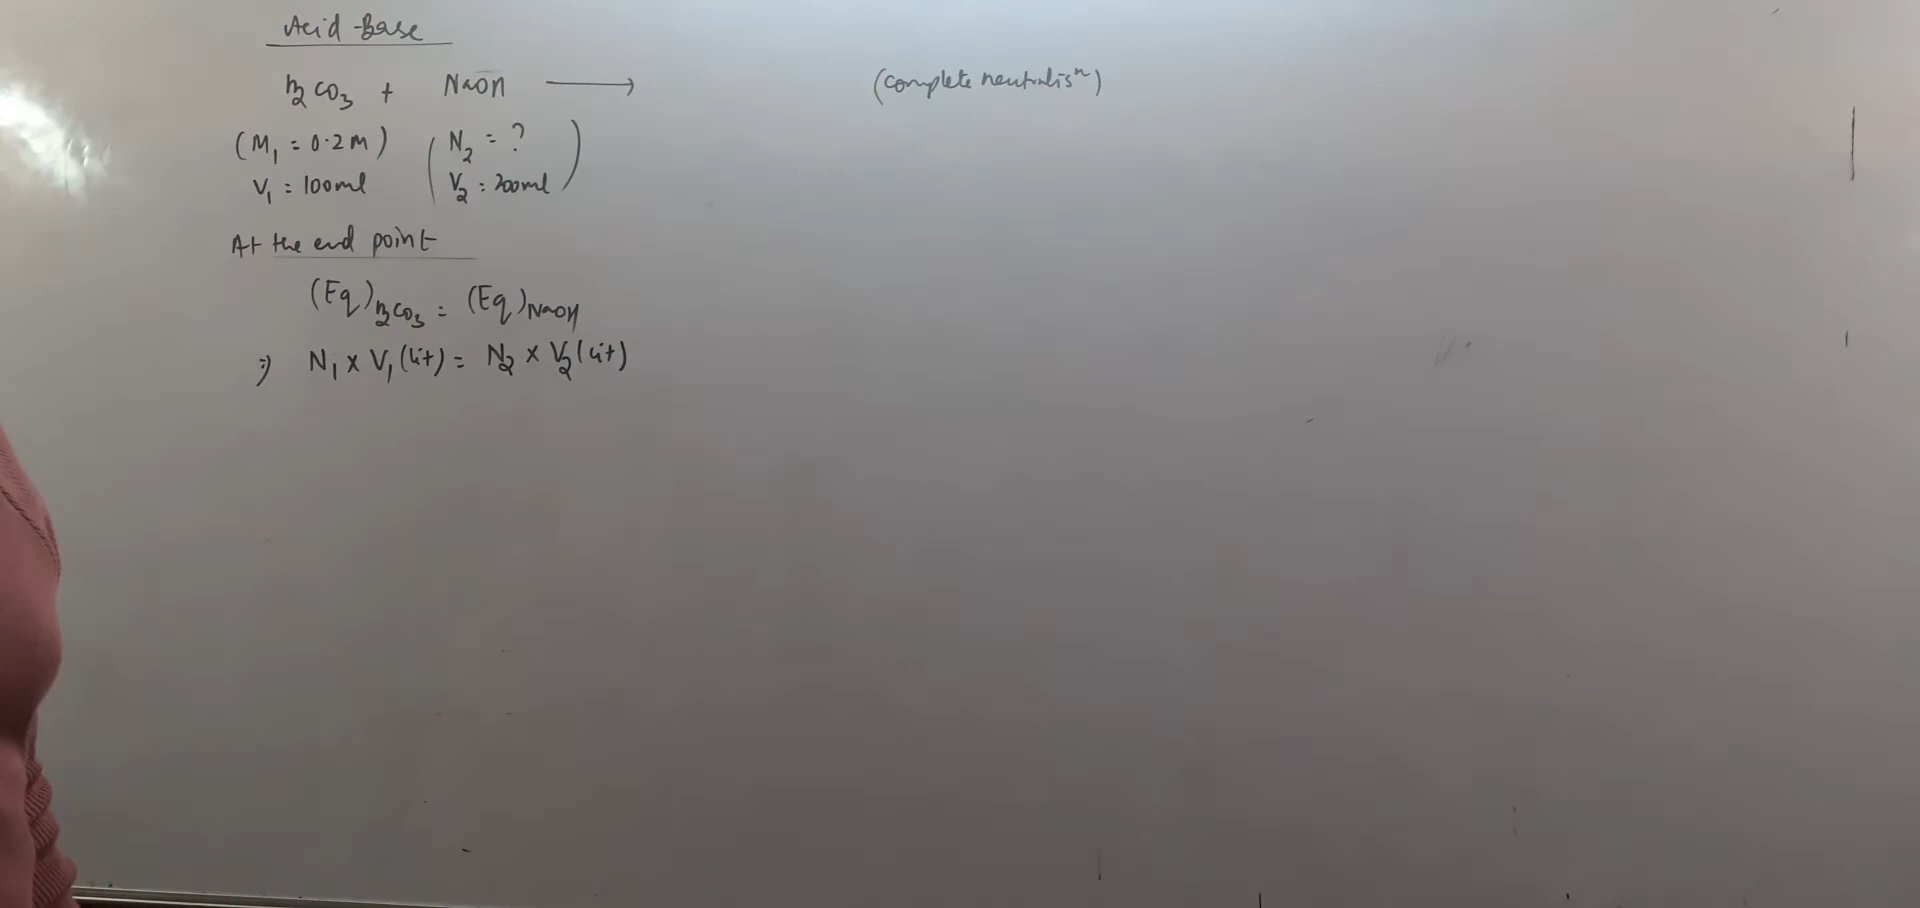 Acid-Base
H2CO3 + NaOH ⟶ (complete neutralisⁿ)
(M1 = 0.2M) (N2 = ?
V1 = 100ml V2 = 200ml)
At the end point
(Eq)H2CO3 = (Eq)NaOH
⇒ N1 × V1 (lit) = N2 × V2 (lit)